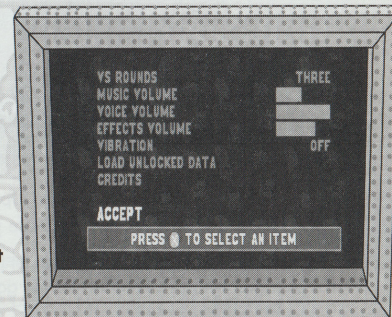 VS ROUNDS THREE
MUSIC VOLUME
VOICE VOLUME
EFFECTS VOLUME
VIBRATION OFF
LOAD UNLOCKED DATA
CREDITS
ACCEPT
PRESS TO SELECT AN ITEM